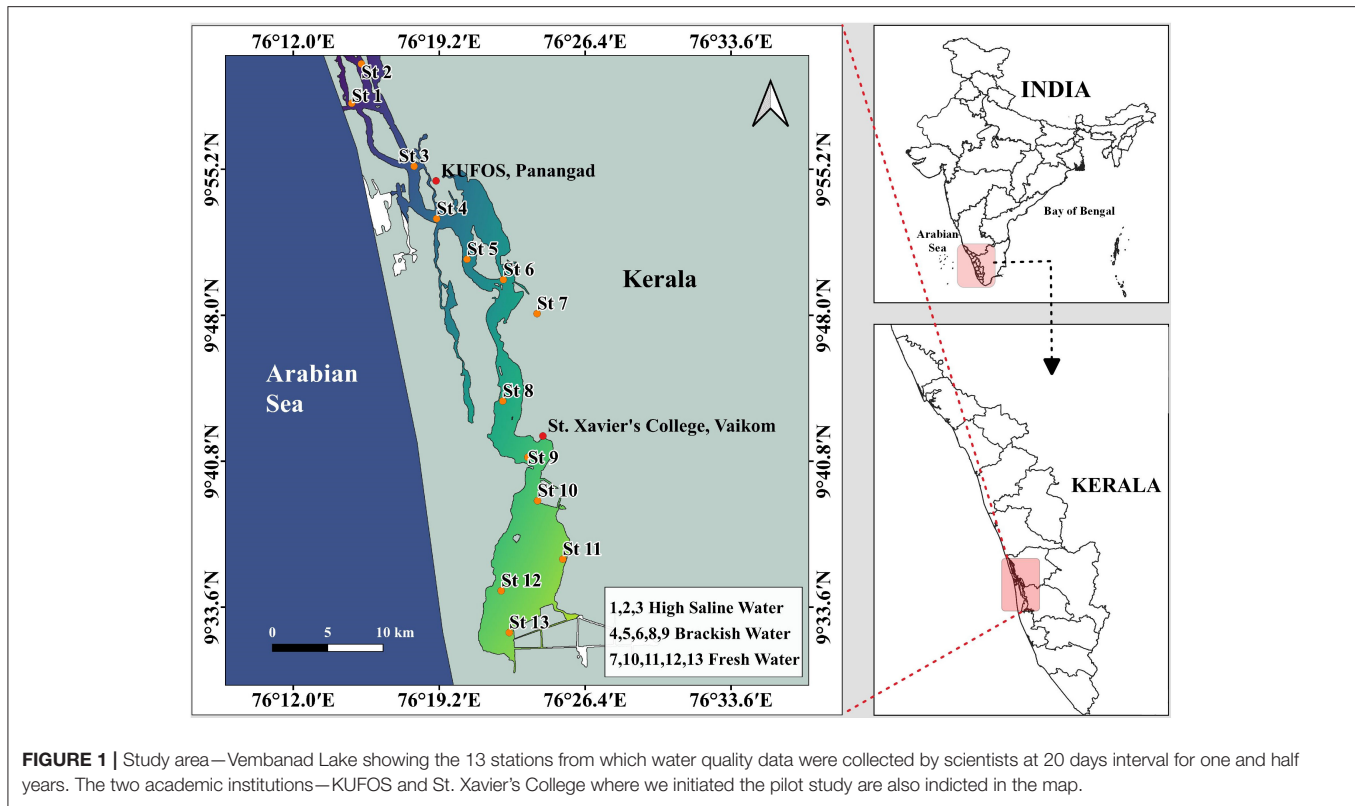 76°12.0′E 76°19.2′E 76°26.4′E 76°33.6′E
St 2
St 1
St 3
KUFOS, Panangad
St 4
St 5
St 6
St 7
Kerala
Arabian
Sea
St 8
St. Xavier's College, Vaikom
St 9
St 10
St 11
St 12
St 13
0 5 10 km
1,2,3 High Saline Water
4,5,6,8,9 Brackish Water
7,10,11,12,13 Fresh Water
9°55.2′N
9°48.0′N
9°40.8′N
9°33.6′N
9°55.2′N
9°48.0′N
9°40.8′N
9°33.6′N
76°12.0′E 76°19.2′E 76°26.4′E 76°33.6′E
INDIA
Bay of Bengal
Arabian
Sea
KERALA
FIGURE 1 | Study area—Vembanad Lake showing the 13 stations from which water quality data were collected by scientists at 20 days interval for one and half
years. The two academic institutions—KUFOS and St. Xavier's College where we initiated the pilot study are also indicted in the map.